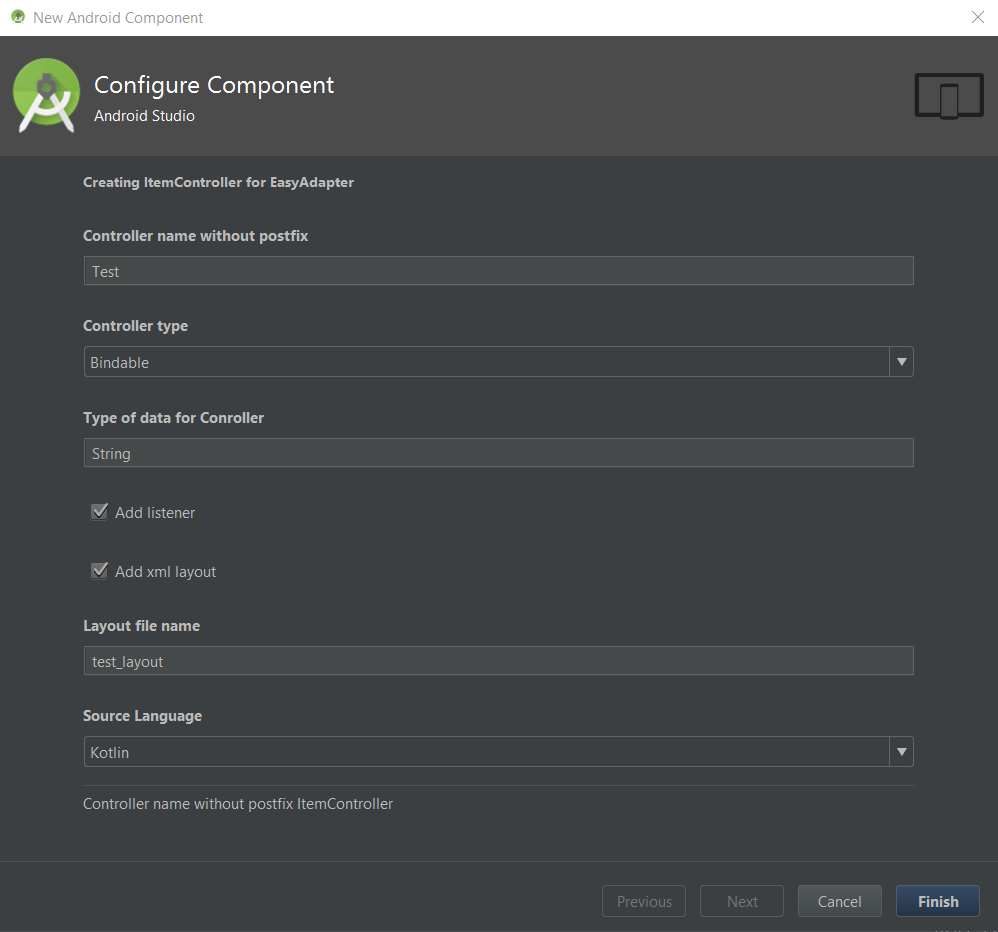 New Android Component
Configure Component
Android Studio
Creating ItemController for EasyAdapter
Controller name without postfix
Test
Controller type
Bindable
Type of data for Conroller
String
Add listener
Add xml layout
Layout file name
test_layout
Source Language
Kotlin
Controller name without postfix ItemController
Previous
Next
Cancel
Finish